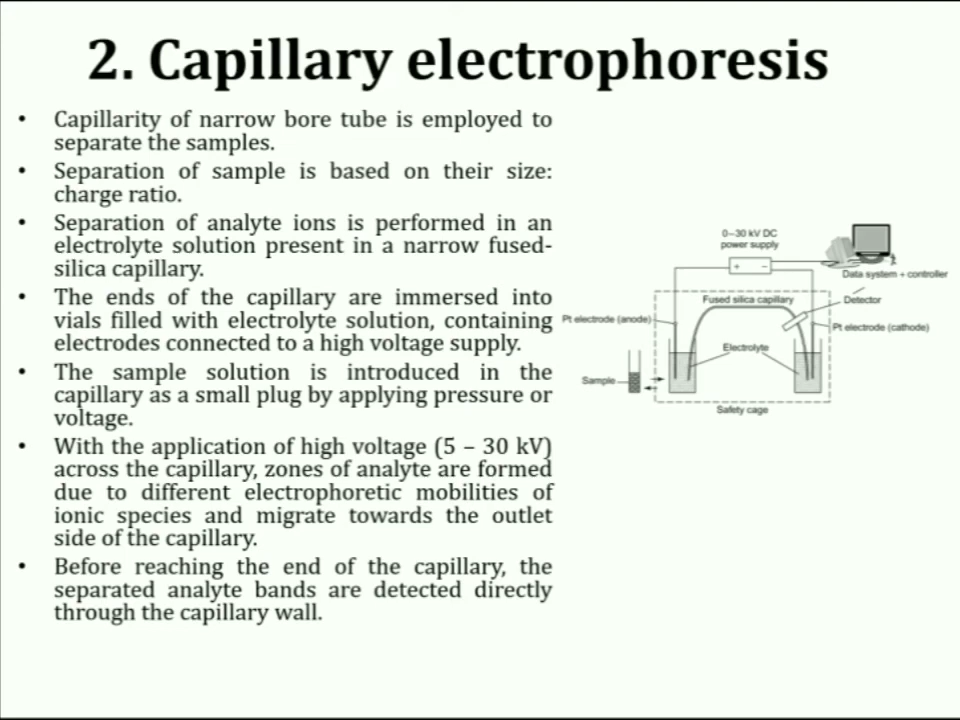 2. Capillary electrophoresis
• Capillarity of narrow bore tube is employed to
separate the samples.
• Separation of sample is based on their size:
charge ratio.
• Separation of analyte ions is performed in an
electrolyte solution present in a narrow fused-
silica capillary.
• The ends of the capillary are immersed into
vials filled with electrolyte solution, containing
electrodes connected to a high voltage supply.
• The sample solution is introduced in the
capillary as a small plug by applying pressure or
voltage.
• With the application of high voltage (5 – 30 kV)
across the capillary, zones of analyte are formed
due to different electrophoretic mobilities of
ionic species and migrate towards the outlet
side of the capillary.
• Before reaching the end of the capillary, the
separated analyte bands are detected directly
through the capillary wall.
0–30 kV DC
power supply
+ −
Data system + controller
Fused silica capillary
Detector
Pt electrode (anode)
Pt electrode (cathode)
Electrolyte
Sample
Safety cage